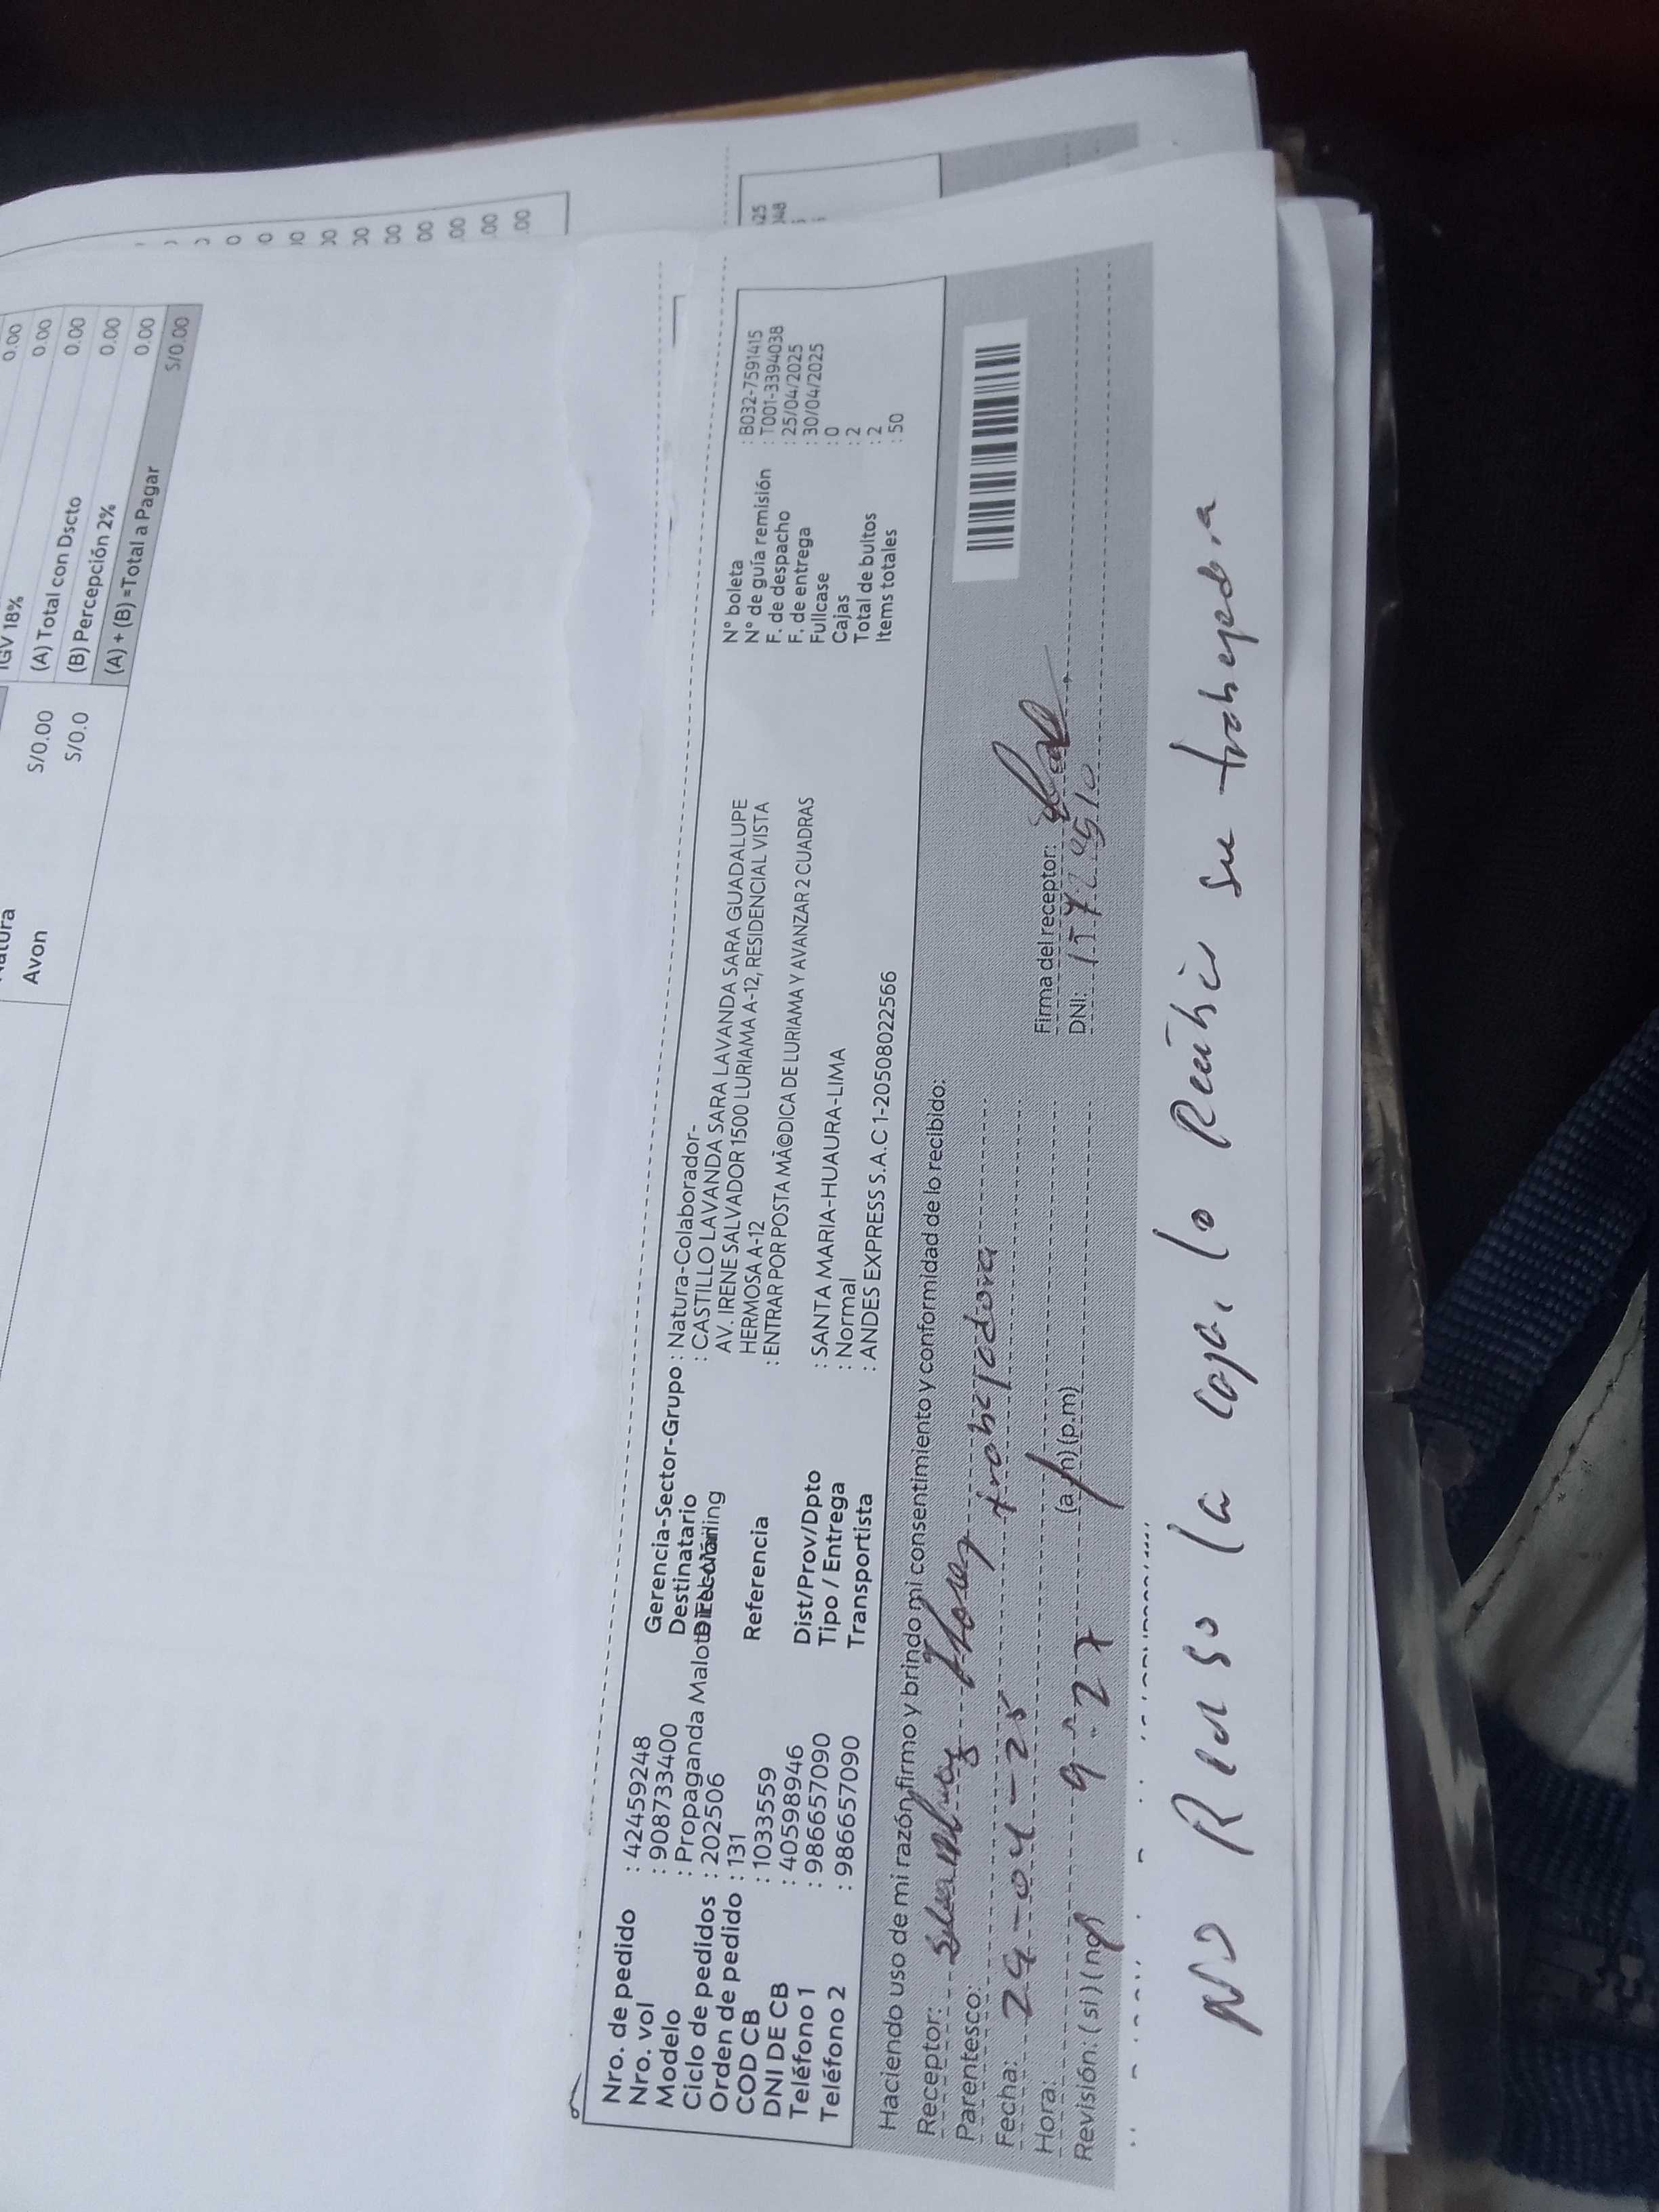 IGV 18% 0.00
S/0.00 (A) Total con Dscto 0.00
Avon S/0.0 (B) Percepción 2% 0.00
(A) + (B) =Total a Pagar 0.00
S/0.00
Nro. de pedido : 42459248
Nro. vol : 908733400
Modelo : Propaganda Malote
Ciclo de pedidos : 202506
Orden de pedido : 131
COD CB : 1033559
DNI DE CB : 40598946
Teléfono 1 : 986657090
Teléfono 2 : 986657090
Gerencia-Sector-Grupo : Natura-Colaborador-
Destinatario : CASTILLO LAVANDA SARA LAVANDA SARA GUADALUPE
AV. IRENE SALVADOR 1500 LURIAMA A-12, RESIDENCIAL VISTA
HERMOSA A-12
Referencia : ENTRAR POR POSTA MÃ©DICA DE LURIAMA Y AVANZAR 2 CUADRAS
Dist/Prov/Dpto : SANTA MARIA-HUAURA-LIMA
Tipo / Entrega : Normal
Transportista : ANDES EXPRESS S.A.C 1-20508022566
N° boleta : B032-7591415
N° de guía remisión : T001-3394038
F. de despacho : 25/04/2025
F. de entrega : 30/04/2025
Fullcase : 0
Cajas : 2
Total de bultos : 2
Items totales : 50
Haciendo uso de mi razón, firmo y brindo mi consentimiento y conformidad de lo recibido:
Receptor:
Parentesco: trabajadora
Fecha: 29-04-25
Hora: 9:27 (a.m) (p.m)
Revisión: (si) (no)
Firma del receptor:
DNI:
NO Reviso la caja, lo Recibio su trabajadora